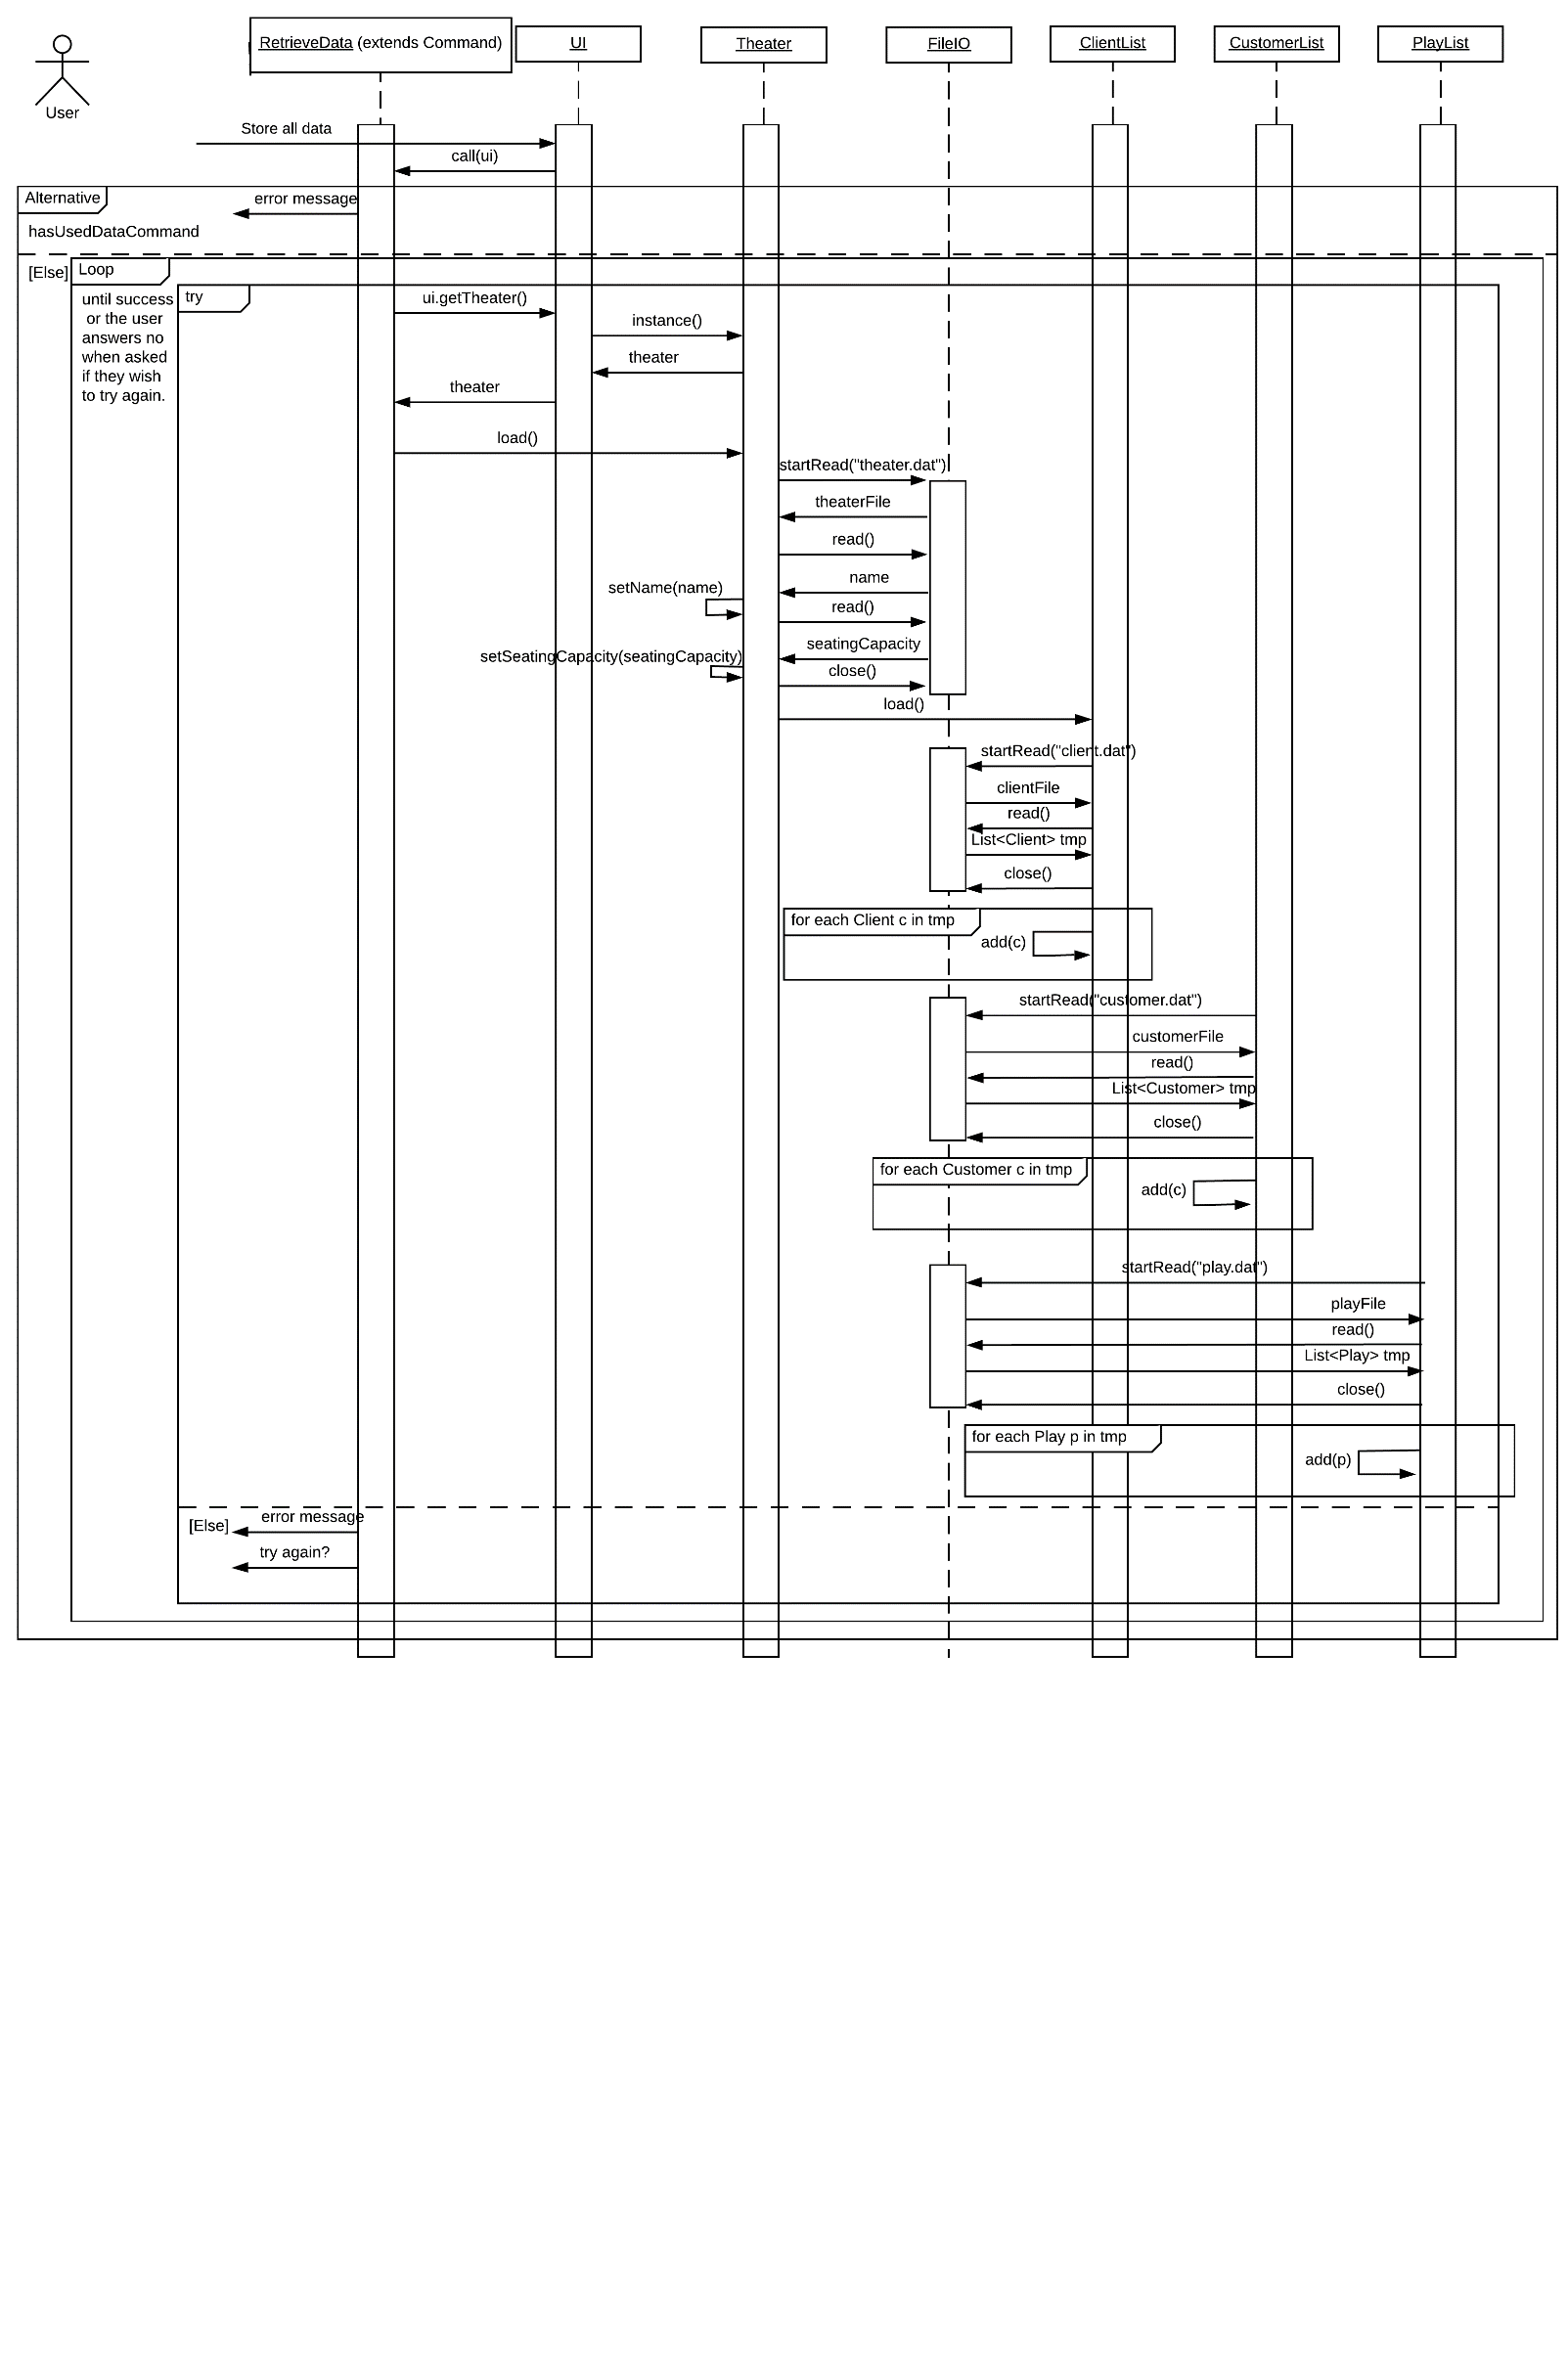 RetrieveData (extends Command)
UI
Theater
FileIO
ClientList
CustomerList
PlayList
User
Store all data
call(ui)
Alternative
error message
hasUsedDataCommand
[Else]
Loop
until success
or the user
answers no
when asked
if they wish
to try again.
try
ui.getTheater()
instance()
theater
theater
load()
startRead("theater.dat")
theaterFile
read()
name
setName(name)
read()
seatingCapacity
setSeatingCapacity(seatingCapacity)
close()
load()
startRead("client.dat")
clientFile
read()
List<Client> tmp
close()
for each Client c in tmp
add(c)
startRead("customer.dat")
customerFile
read()
List<Customer> tmp
close()
for each Customer c in tmp
add(c)
startRead("play.dat")
playFile
read()
List<Play> tmp
close()
for each Play p in tmp
add(p)
[Else]
error message
try again?